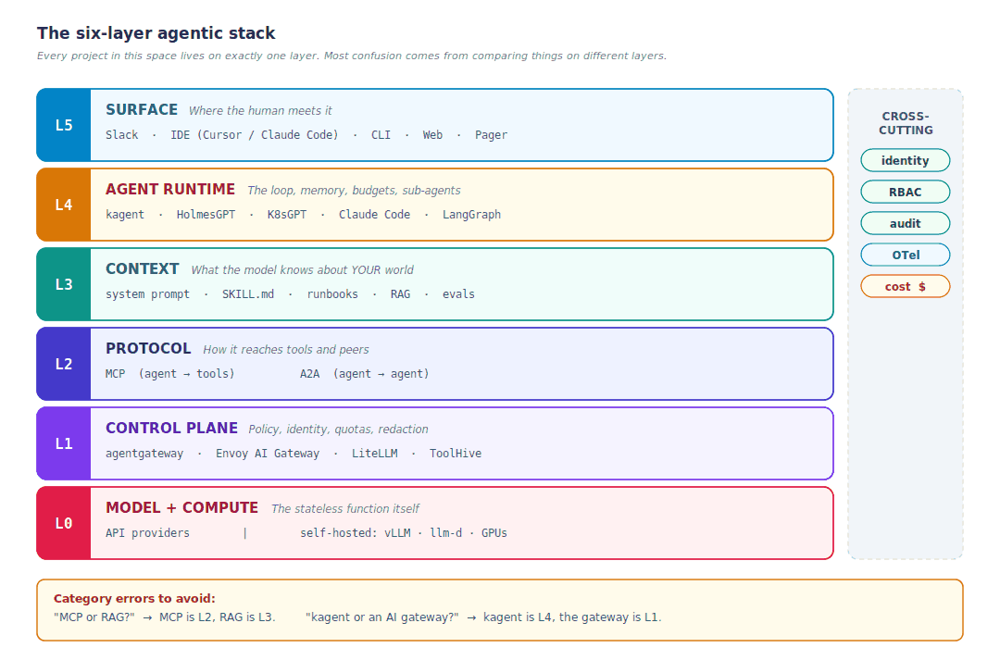 The six-layer agentic stack
Every project in this space lives on exactly one layer. Most confusion comes from comparing things on different layers.
L5
SURFACE Where the human meets it
Slack · IDE (Cursor / Claude Code) · CLI · Web · Pager
L4
AGENT RUNTIME The loop, memory, budgets, sub-agents
kagent · HolmesGPT · K8sGPT · Claude Code · LangGraph
L3
CONTEXT What the model knows about YOUR world
system prompt · SKILL.md · runbooks · RAG · evals
L2
PROTOCOL How it reaches tools and peers
MCP (agent → tools) A2A (agent → agent)
L1
CONTROL PLANE Policy, identity, quotas, redaction
agentgateway · Envoy AI Gateway · LiteLLM · ToolHive
L0
MODEL + COMPUTE The stateless function itself
API providers | self-hosted: vLLM · llm-d · GPUs
CROSS-
CUTTING
identity
RBAC
audit
OTel
cost $
Category errors to avoid:
"MCP or RAG?" → MCP is L2, RAG is L3. "kagent or an AI gateway?" → kagent is L4, the gateway is L1.